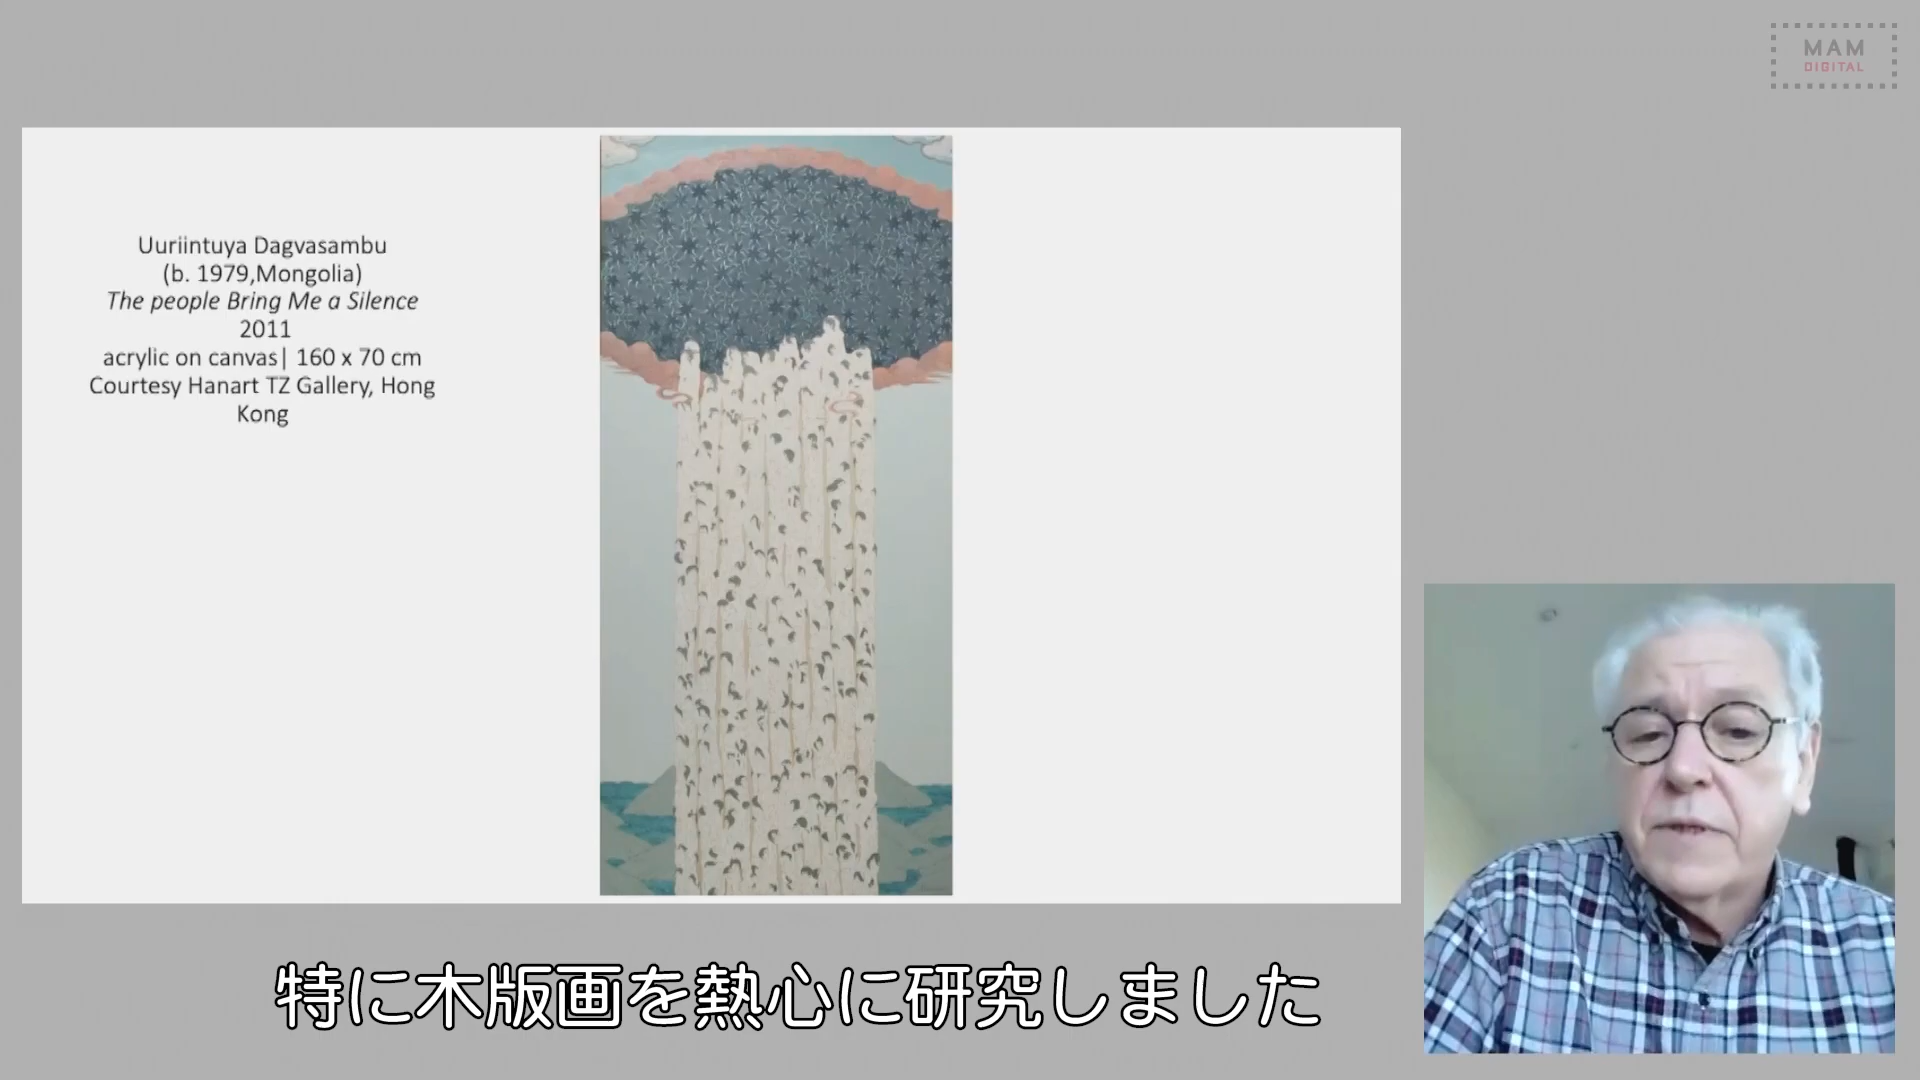 MAM
DIGITAL
Uuriintuya Dagvasambu
(b. 1979,Mongolia)
The people Bring Me a Silence
2011
acrylic on canvas| 160 x 70 cm
Courtesy Hanart TZ Gallery, Hong
Kong
特に木版画を熱心に研究しました